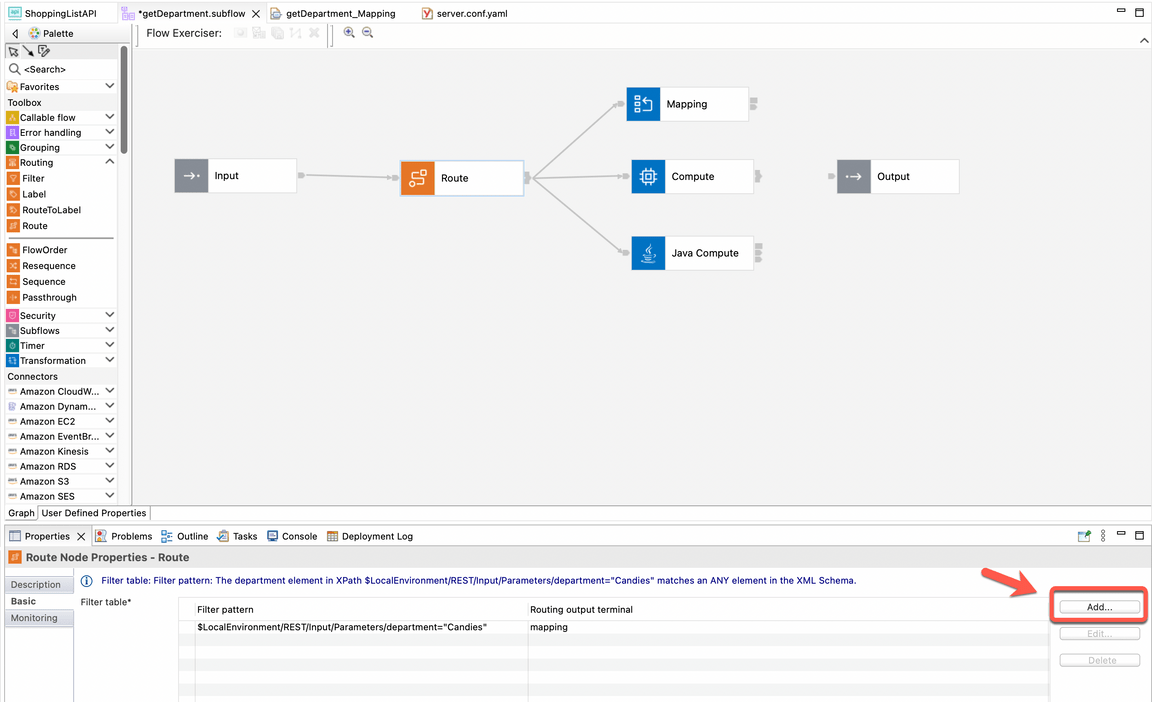 ShoppingListAPI
*getDepartment.subflow
getDepartment_Mapping
server.conf.yaml
Palette
Flow Exerciser:
<Search>
Favorites
Toolbox
Callable flow
Error handling
Grouping
Routing
Filter
Label
RouteToLabel
Route
FlowOrder
Resequence
Sequence
Passthrough
Security
Subflows
Timer
Transformation
Connectors
Amazon CloudW...
Amazon Dynam...
Amazon EC2
Amazon EventBr...
Amazon Kinesis
Amazon RDS
Amazon S3
Amazon SES
Input
Route
Mapping
Compute
Java Compute
Output
Graph
User Defined Properties
Properties
Problems
Outline
Tasks
Console
Deployment Log
Route Node Properties - Route
Description
Basic
Monitoring
Filter table: Filter pattern: The department element in XPath $LocalEnvironment/REST/Input/Parameters/department="Candies" matches an ANY element in the XML Schema.
Filter table*
Filter pattern
Routing output terminal
$LocalEnvironment/REST/Input/Parameters/department="Candies"
mapping
Add...
Edit...
Delete